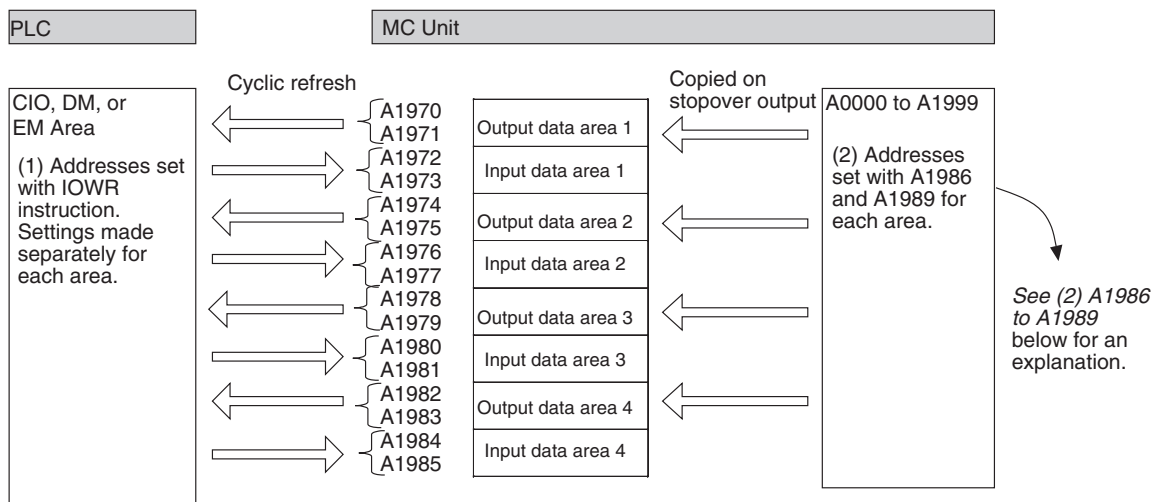 PLC
MC Unit
Cyclic refresh
Copied on
stopover output
CIO, DM, or
EM Area
(1) Addresses set
with IOWR
instruction.
Settings made
separately for
each area.
A1970
A1971
A1972
A1973
A1974
A1975
A1976
A1977
A1978
A1979
A1980
A1981
A1982
A1983
A1984
A1985
Output data area 1
Input data area 1
Output data area 2
Input data area 2
Output data area 3
Input data area 3
Output data area 4
Input data area 4
A0000 to A1999
(2) Addresses
set with A1986
and A1989 for
each area.
See (2) A1986
to A1989
below for an
explanation.